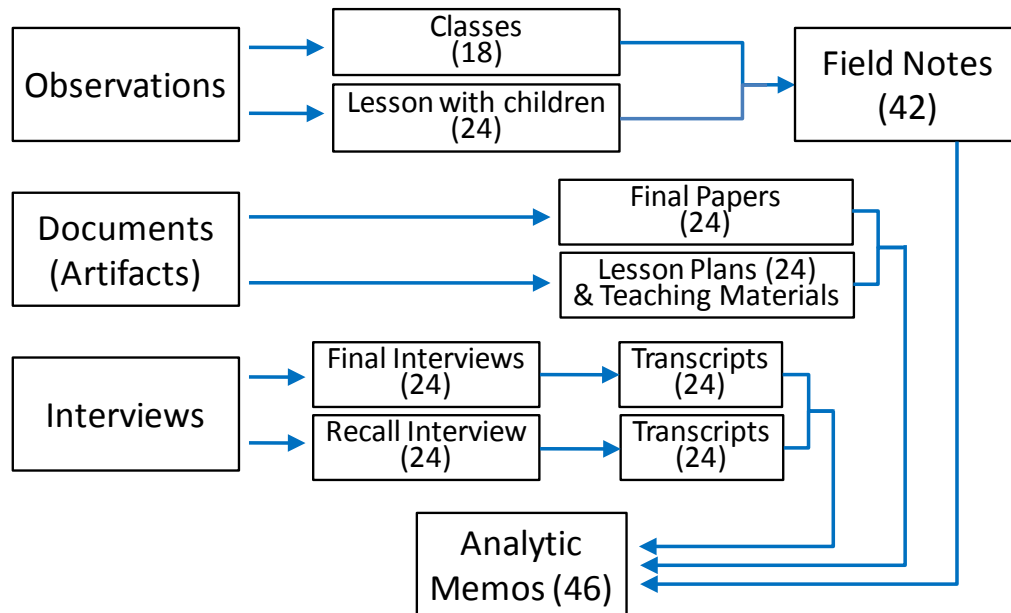 Observations
Classes
(18)
Lesson with children
(24)
Field Notes
(42)
Documents
(Artifacts)
Final Papers
(24)
Lesson Plans (24)
& Teaching Materials
Interviews
Final Interviews
(24)
Transcripts
(24)
Recall Interview
(24)
Transcripts
(24)
Analytic
Memos (46)